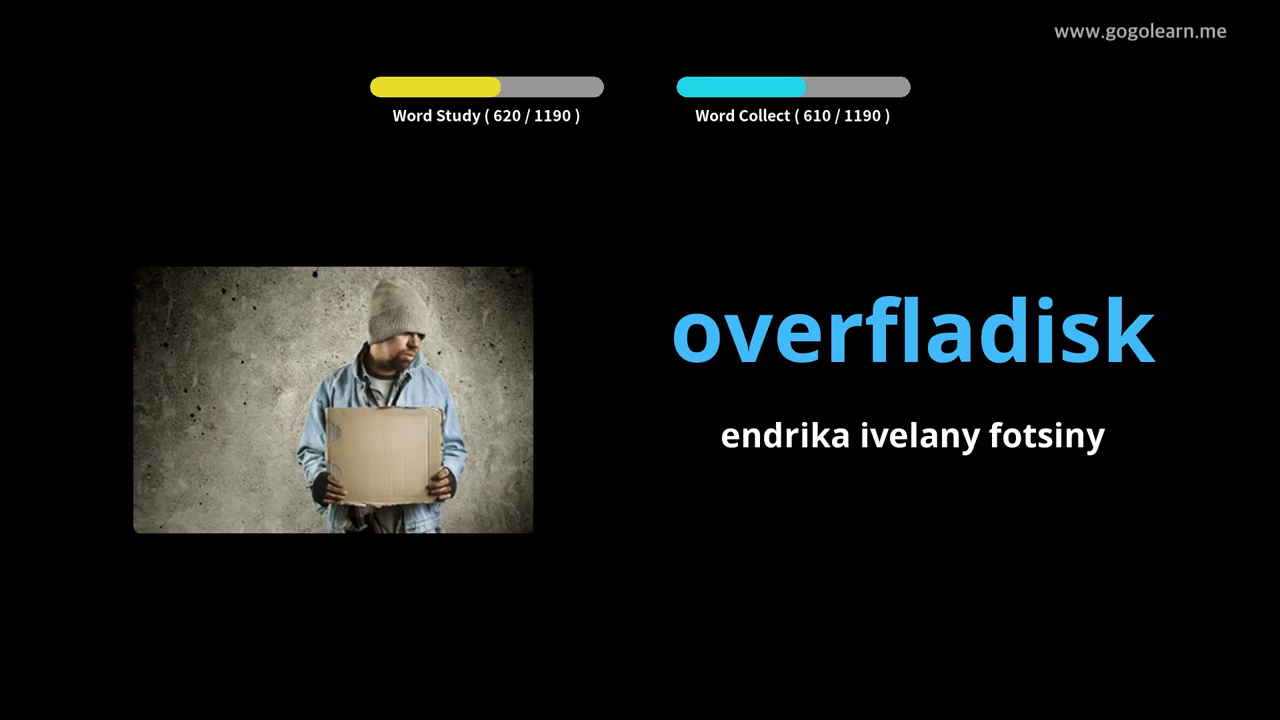 www.gogolearn.me
Word Study ( 620 / 1190 )
Word Collect ( 610 / 1190 )
overfladisk
endrika ivelany fotsiny